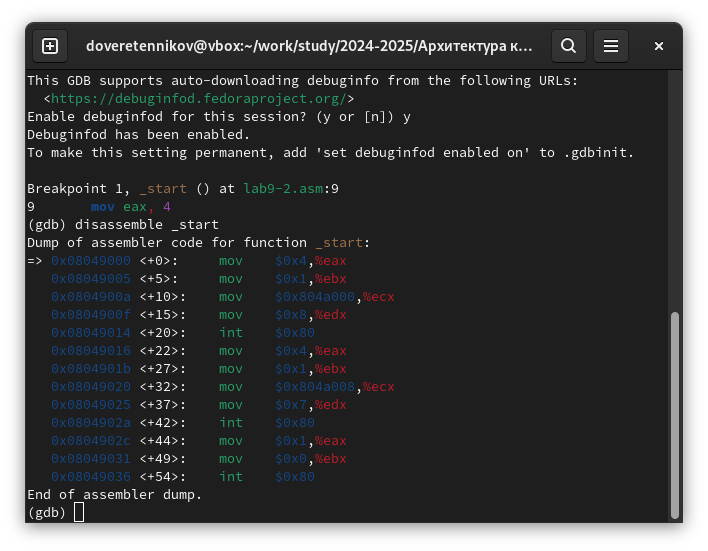 doveretennikov@vbox:~/work/study/2024-2025/Архитектура к...
This GDB supports auto-downloading debuginfo from the following URLs:
  <https://debuginfod.fedoraproject.org/>
Enable debuginfod for this session? (y or [n]) y
Debuginfod has been enabled.
To make this setting permanent, add 'set debuginfod enabled on' to .gdbinit.

Breakpoint 1, _start () at lab9-2.asm:9
9       mov eax, 4
(gdb) disassemble _start
Dump of assembler code for function _start:
=> 0x08049000 <+0>:     mov    $0x4,%eax
   0x08049005 <+5>:     mov    $0x1,%ebx
   0x0804900a <+10>:    mov    $0x804a000,%ecx
   0x0804900f <+15>:    mov    $0x8,%edx
   0x08049014 <+20>:    int    $0x80
   0x08049016 <+22>:    mov    $0x4,%eax
   0x0804901b <+27>:    mov    $0x1,%ebx
   0x08049020 <+32>:    mov    $0x804a008,%ecx
   0x08049025 <+37>:    mov    $0x7,%edx
   0x0804902a <+42>:    int    $0x80
   0x0804902c <+44>:    mov    $0x1,%eax
   0x08049031 <+49>:    mov    $0x0,%ebx
   0x08049036 <+54>:    int    $0x80
End of assembler dump.
(gdb)